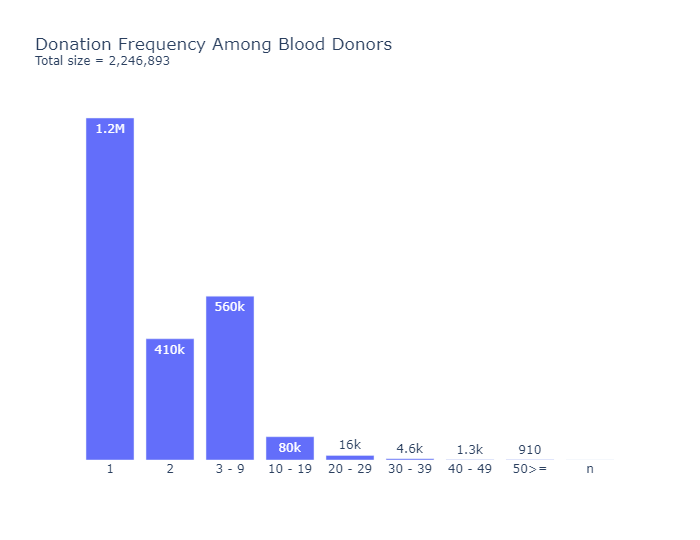 Donation Frequency Among Blood Donors
Total size = 2,246,893
1.2M
410k
560k
80k
16k
4.6k
1.3k
910
1 2 3 - 9 10 - 19 20 - 29 30 - 39 40 - 49 50>= n